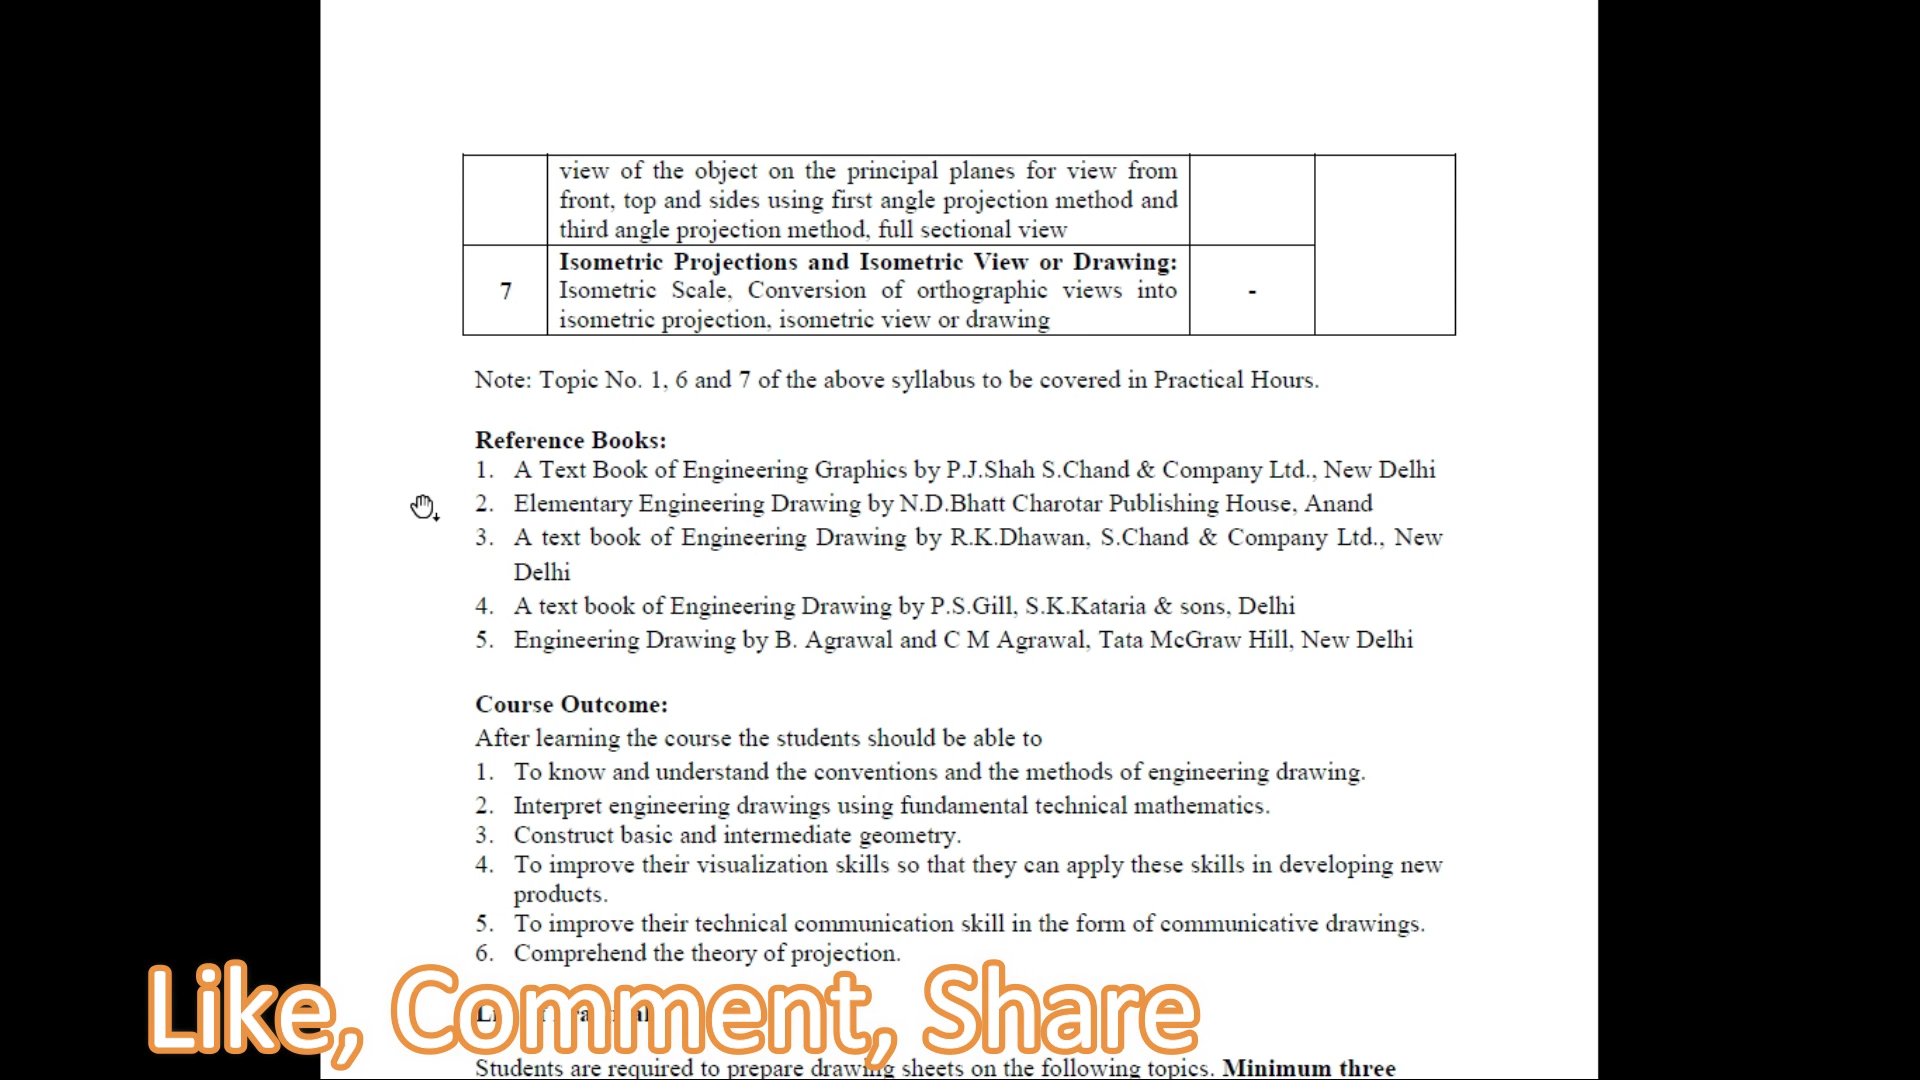 view of the object on the principal planes for view from
front, top and sides using first angle projection method and
third angle projection method, full sectional view
7
Isometric Projections and Isometric View or Drawing:
Isometric Scale, Conversion of orthographic views into
isometric projection, isometric view or drawing
-
Note: Topic No. 1, 6 and 7 of the above syllabus to be covered in Practical Hours.
Reference Books:
1. A Text Book of Engineering Graphics by P.J.Shah S.Chand & Company Ltd., New Delhi
2. Elementary Engineering Drawing by N.D.Bhatt Charotar Publishing House, Anand
3. A text book of Engineering Drawing by R.K.Dhawan, S.Chand & Company Ltd., New
Delhi
4. A text book of Engineering Drawing by P.S.Gill, S.K.Kataria & sons, Delhi
5. Engineering Drawing by B. Agrawal and C M Agrawal, Tata McGraw Hill, New Delhi
Course Outcome:
After learning the course the students should be able to
1. To know and understand the conventions and the methods of engineering drawing.
2. Interpret engineering drawings using fundamental technical mathematics.
3. Construct basic and intermediate geometry.
4. To improve their visualization skills so that they can apply these skills in developing new
products.
5. To improve their technical communication skill in the form of communicative drawings.
6. Comprehend the theory of projection.
Like, Comment, Share
Students are required to prepare drawing sheets on the following topics. Minimum three